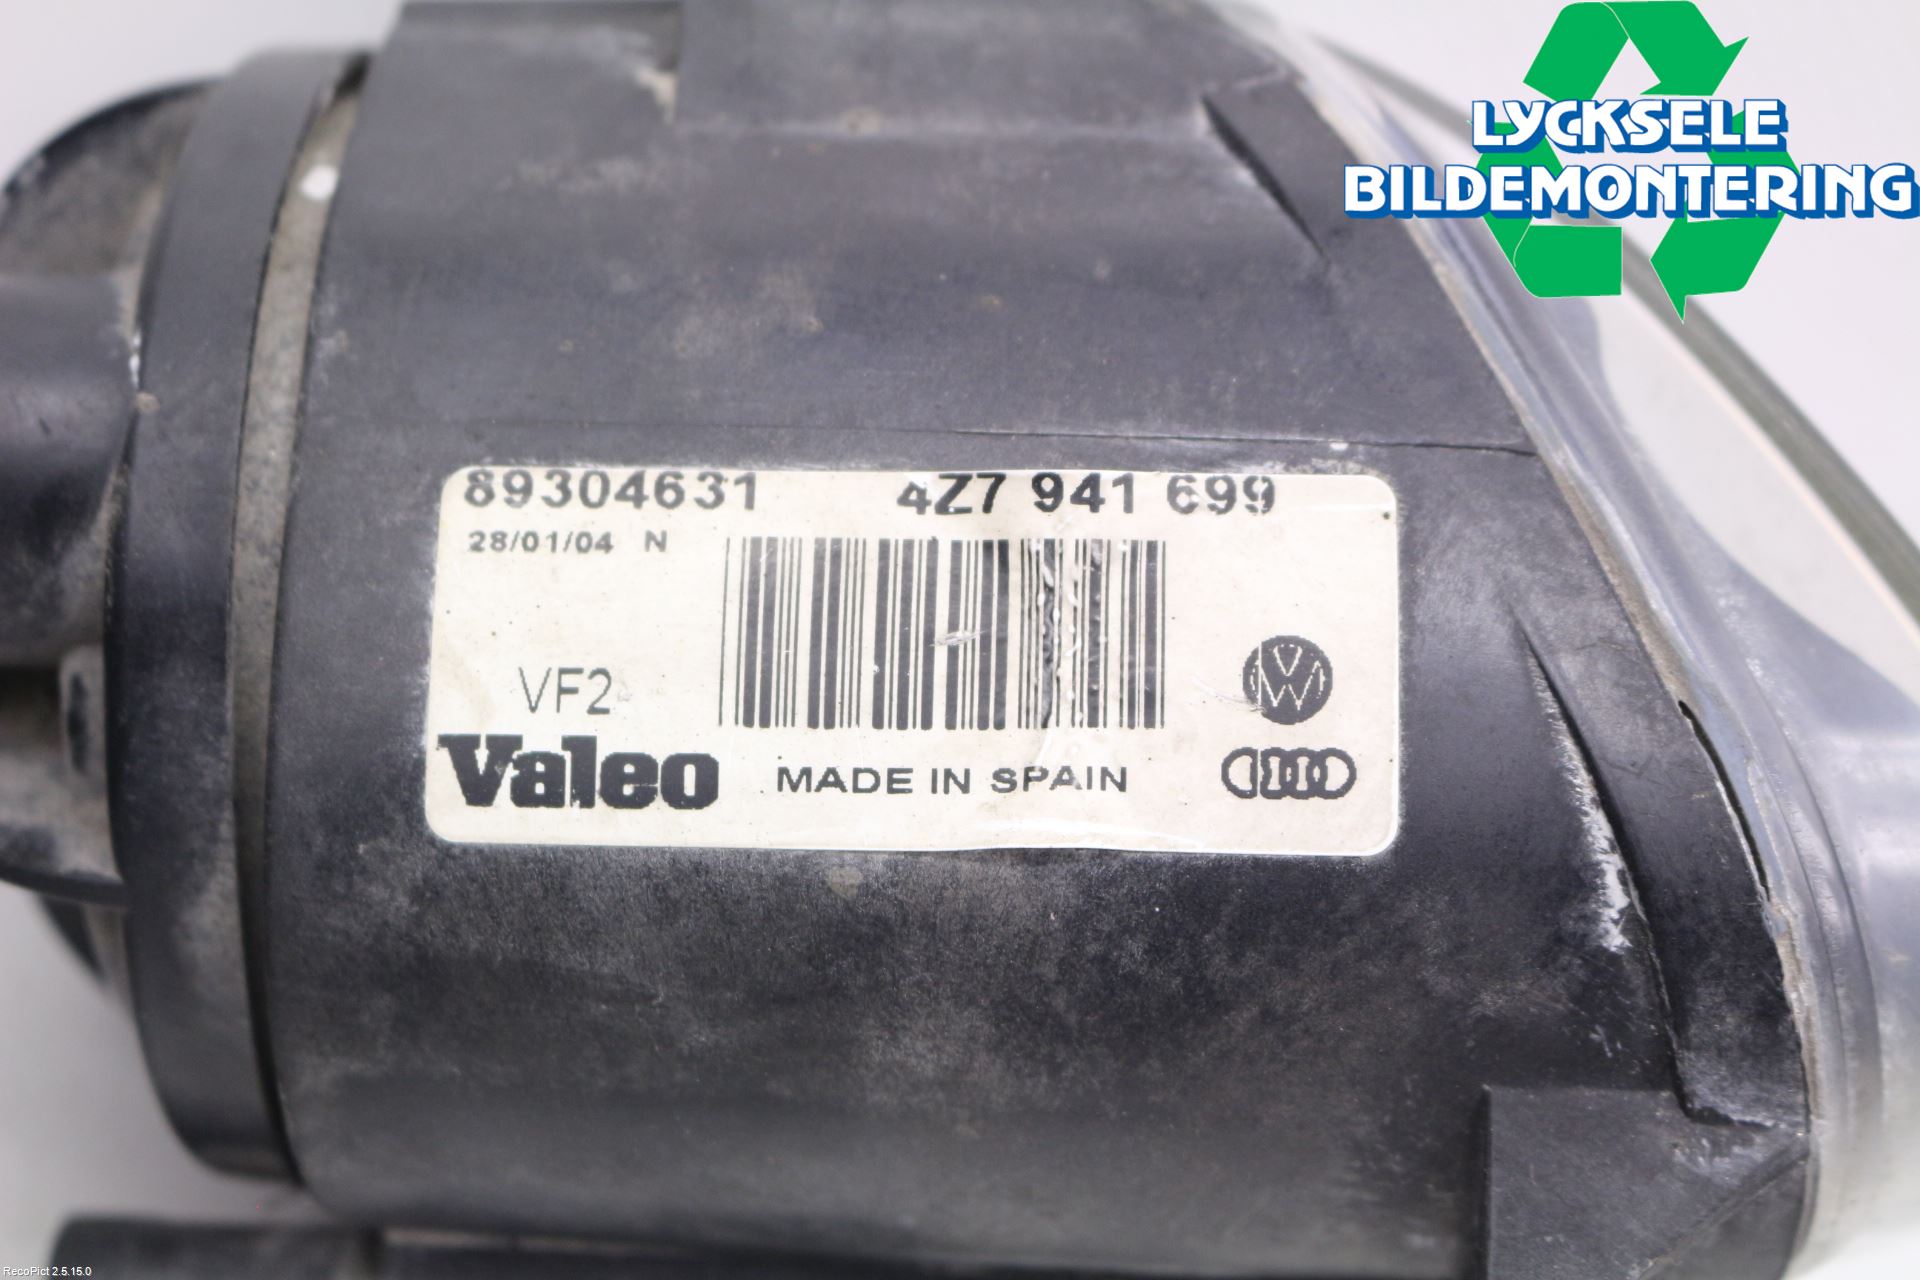 LYCKSELE
BILDEMONTERING
89304631 4Z7 941 699
28/01/04 N
VF2
VW
Valeo MADE IN SPAIN
RecoPict 2.5.15.0